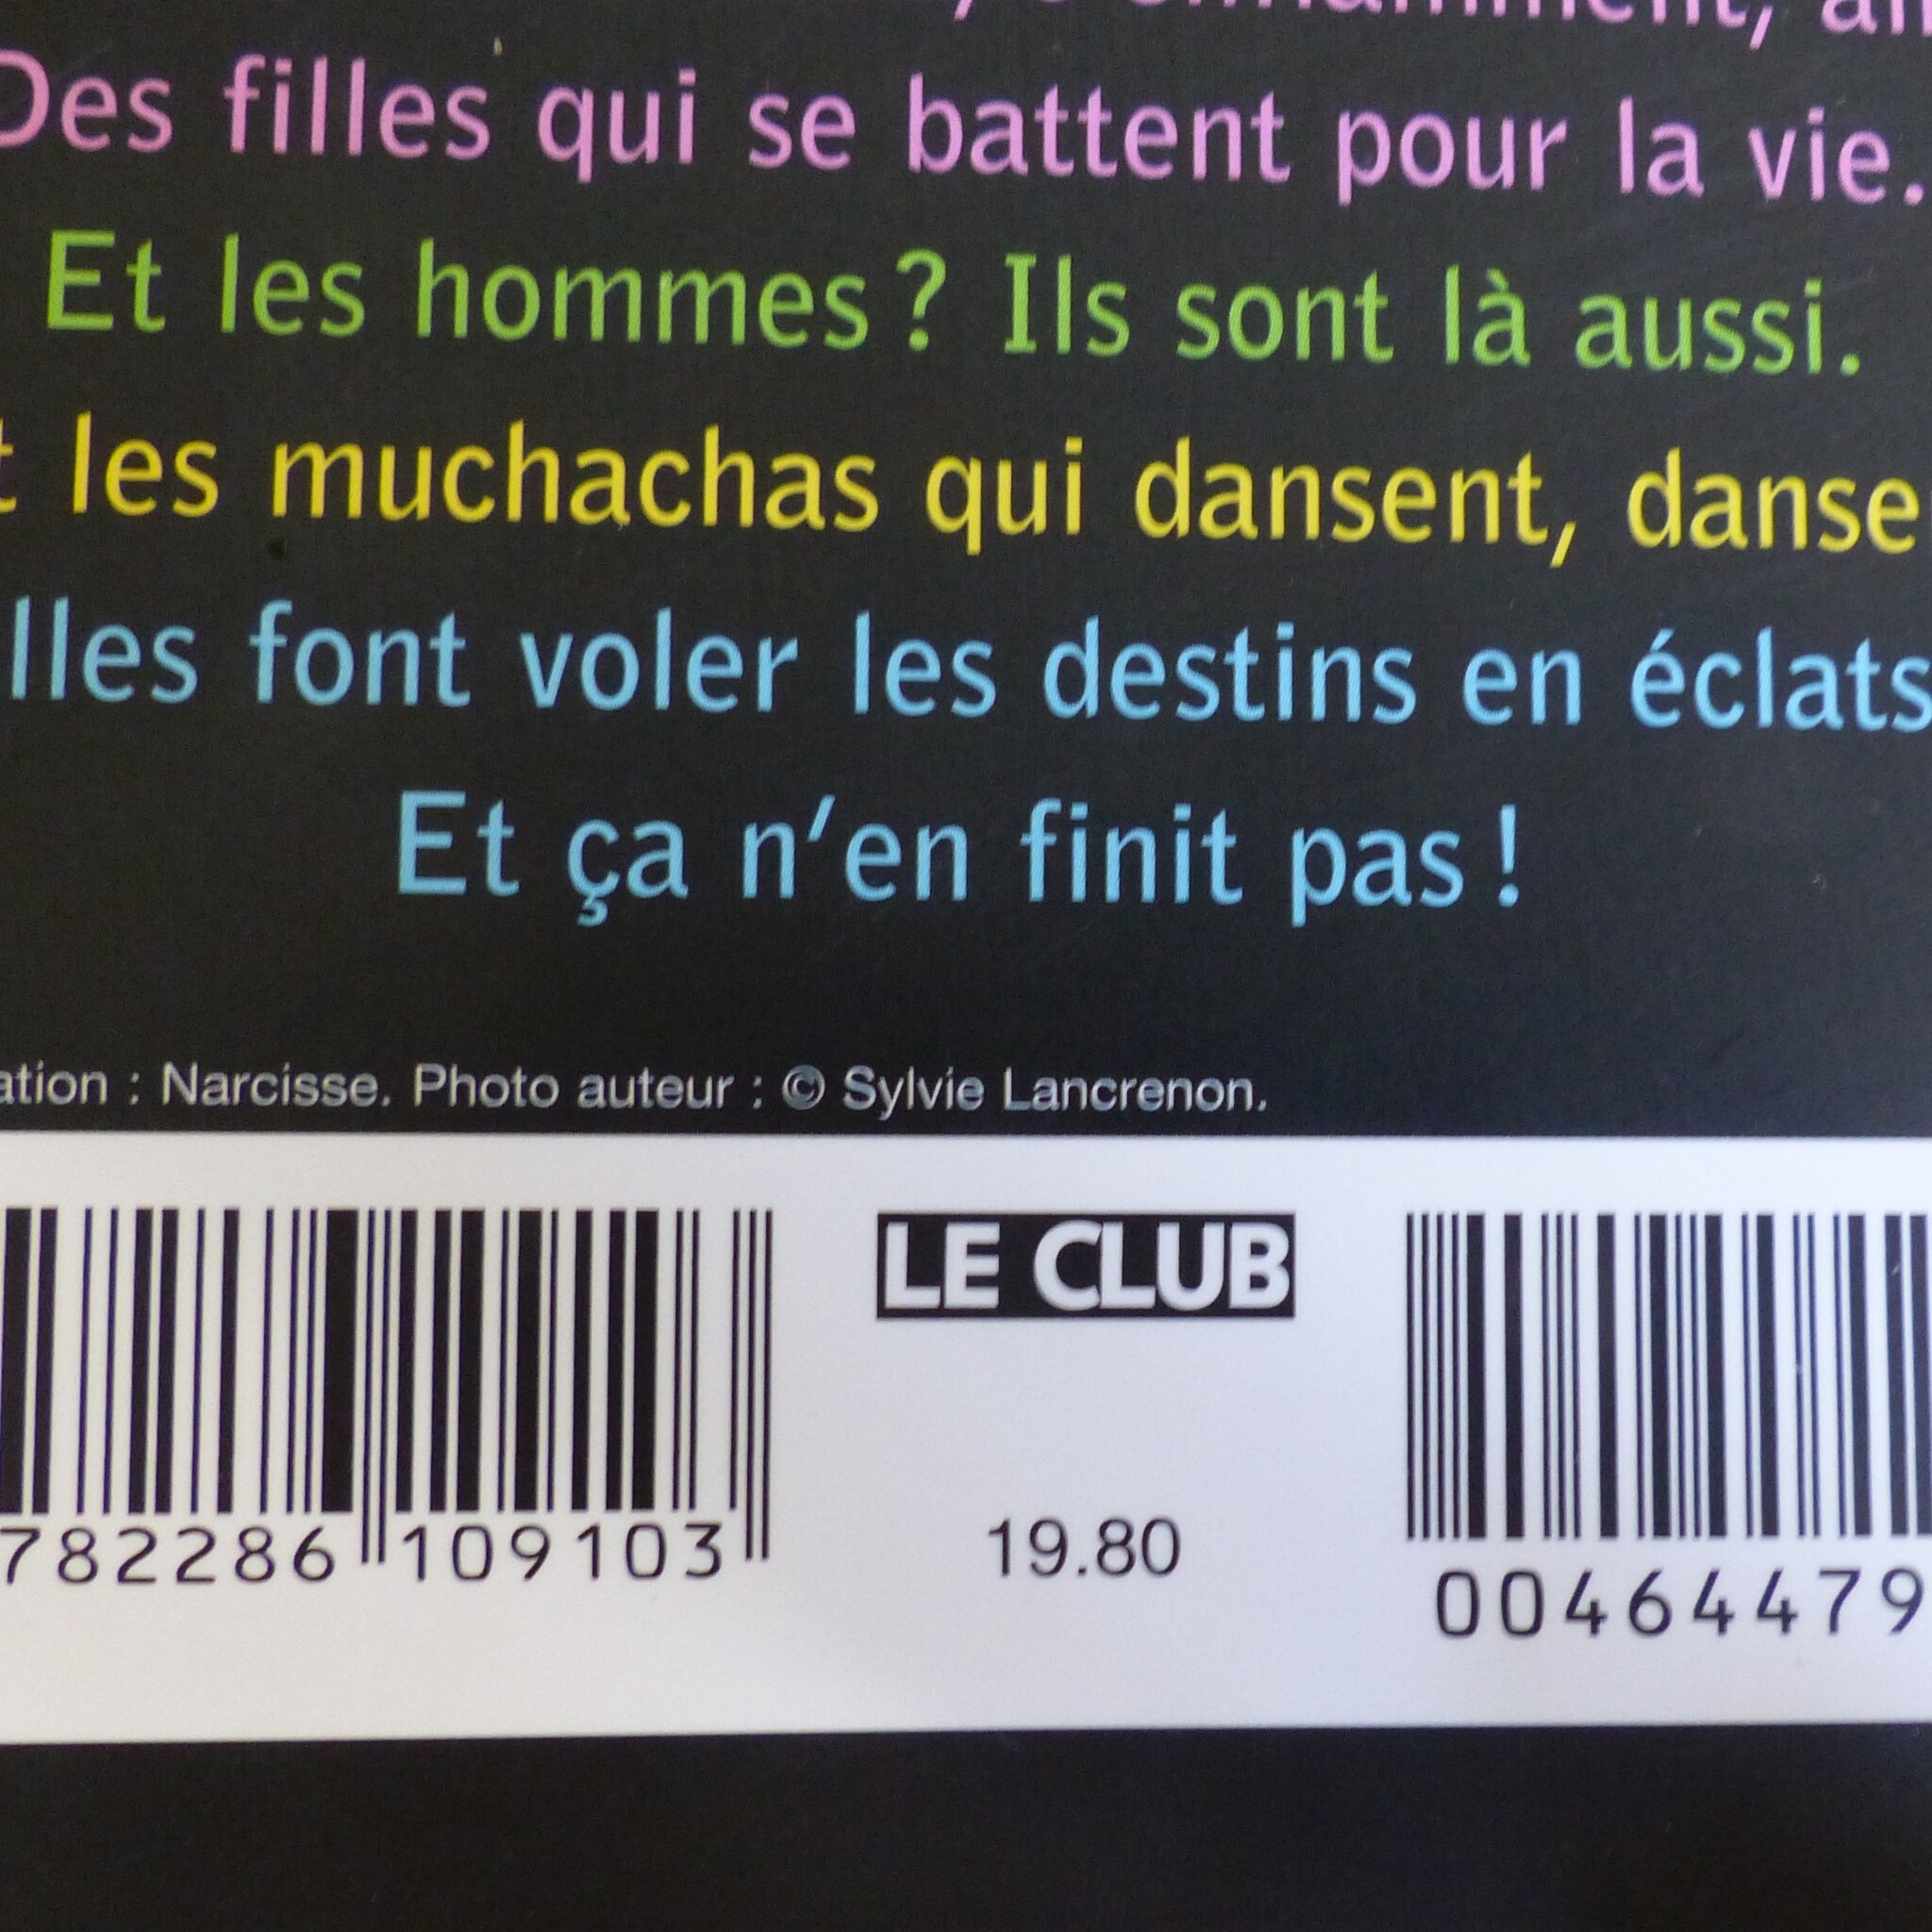 Des filles qui se battent pour la vie.
Et les hommes ? Ils sont là aussi.
les muchachas qui dansent, danse
lles font voler les destins en éclats
Et ça n'en finit pas !
ation : Narcisse. Photo auteur : © Sylvie Lancrenon.
LE CLUB
782286 109103
19.80
00464479